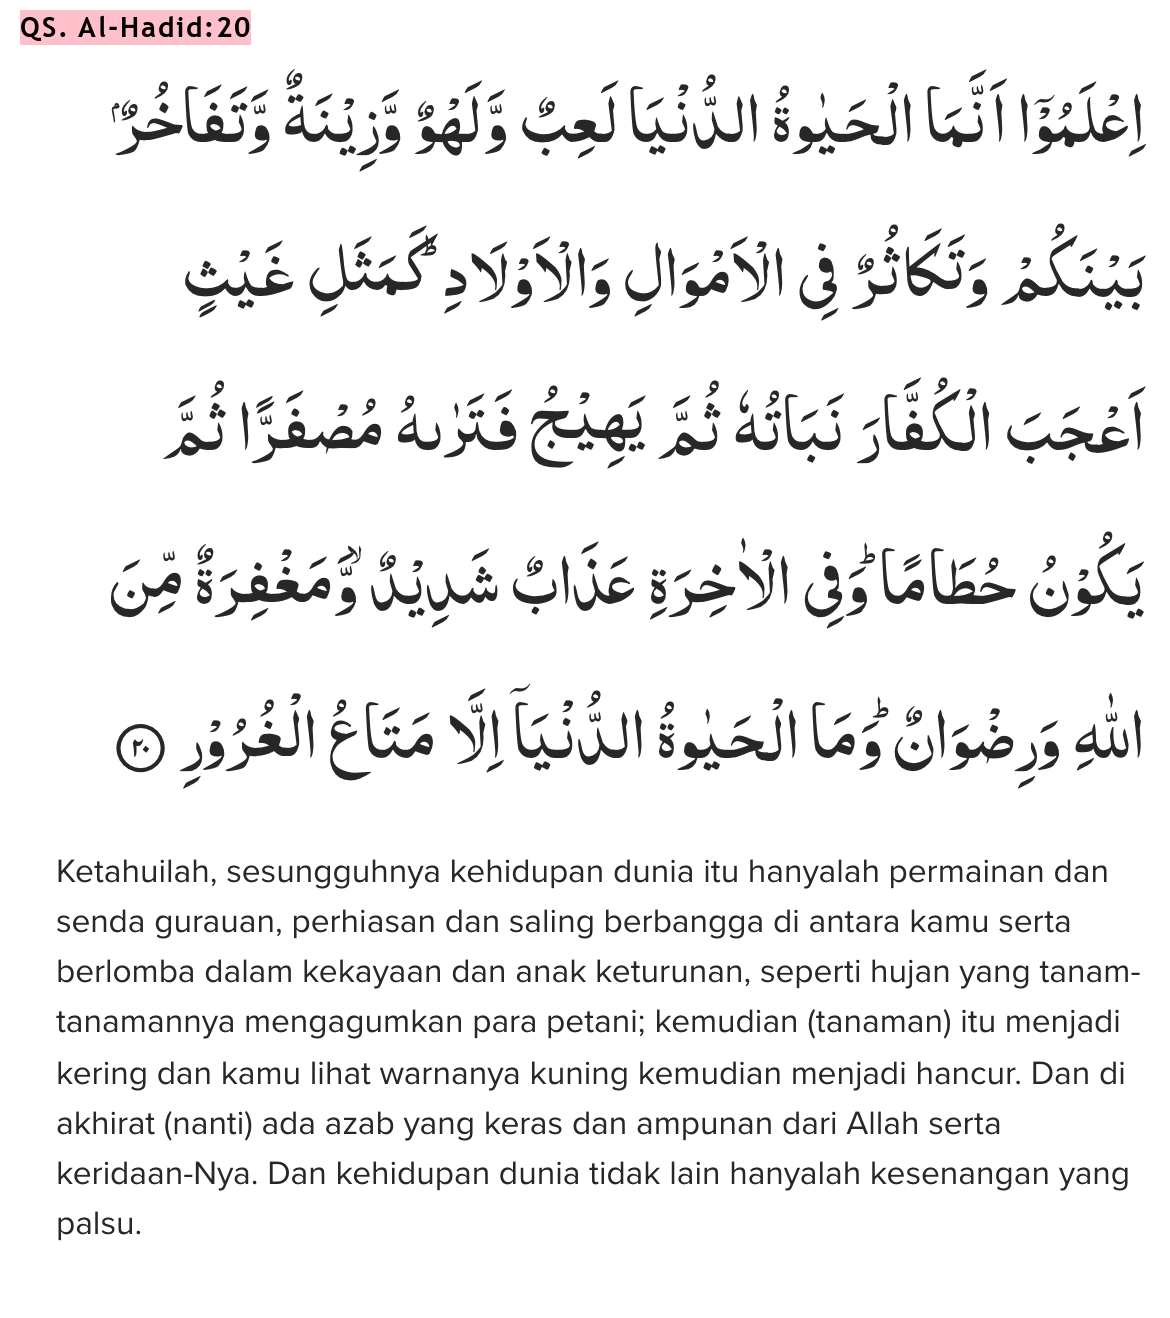 QS. Al-Hadid:20
اِعْلَمُوْٓا اَنَّمَا الْحَيٰوةُ الدُّنْيَا لَعِبٌ وَّلَهْوٌ وَّزِيْنَةٌ وَّتَفَاخُرٌۢ
بَيْنَكُمْ وَتَكَاثُرٌ فِى الْاَمْوَالِ وَالْاَوْلَادِۗ كَمَثَلِ غَيْثٍ
اَعْجَبَ الْكُفَّارَ نَبَاتُهٗ ثُمَّ يَهِيْجُ فَتَرٰىهُ مُصْفَرًّا ثُمَّ
يَكُوْنُ حُطَامًاۗ وَفِى الْاٰخِرَةِ عَذَابٌ شَدِيْدٌۙ وَّمَغْفِرَةٌ مِّنَ
اللّٰهِ وَرِضْوَانٌ ۗوَمَا الْحَيٰوةُ الدُّنْيَآ اِلَّا مَتَاعُ الْغُرُوْرِ ٢٠
Ketahuilah, sesungguhnya kehidupan dunia itu hanyalah permainan dan
senda gurauan, perhiasan dan saling berbangga di antara kamu serta
berlomba dalam kekayaan dan anak keturunan, seperti hujan yang tanam-
tanamannya mengagumkan para petani; kemudian (tanaman) itu menjadi
kering dan kamu lihat warnanya kuning kemudian menjadi hancur. Dan di
akhirat (nanti) ada azab yang keras dan ampunan dari Allah serta
keridaan-Nya. Dan kehidupan dunia tidak lain hanyalah kesenangan yang
palsu.